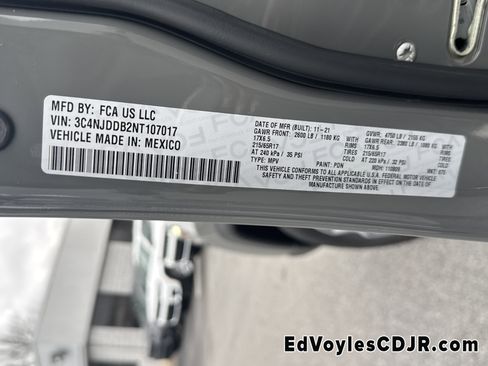 MFD BY: FCA US LLC
VIN: 3C4NJDDB2NT107017
VEHICLE MADE IN: MEXICO
DATE OF MFR (BUILT): 11-21 GVWR: 4750 LB / 2155 KG
GAWR FRONT: 2600 LB / 1180 KG GAWR REAR: 2380 LB / 1080 KG
17X6.5 17X6.5
215/65R17 TIRES 215/65R17 TIRES
AT 240 kPa / 35 PSI AT 220 kPa / 32 PSI
TYPE: MPV PAINT: PDN MDH: 110909 VNT: 670
THIS VEHICLE CONFORMS TO ALL APPLICABLE U.S.A. FEDERAL MOTOR VEHICLE
SAFETY AND THEFT PREVENTION STANDARDS IN EFFECT ON THE DATE OF
MANUFACTURE SHOWN ABOVE.
EdVoylesCDJR.com